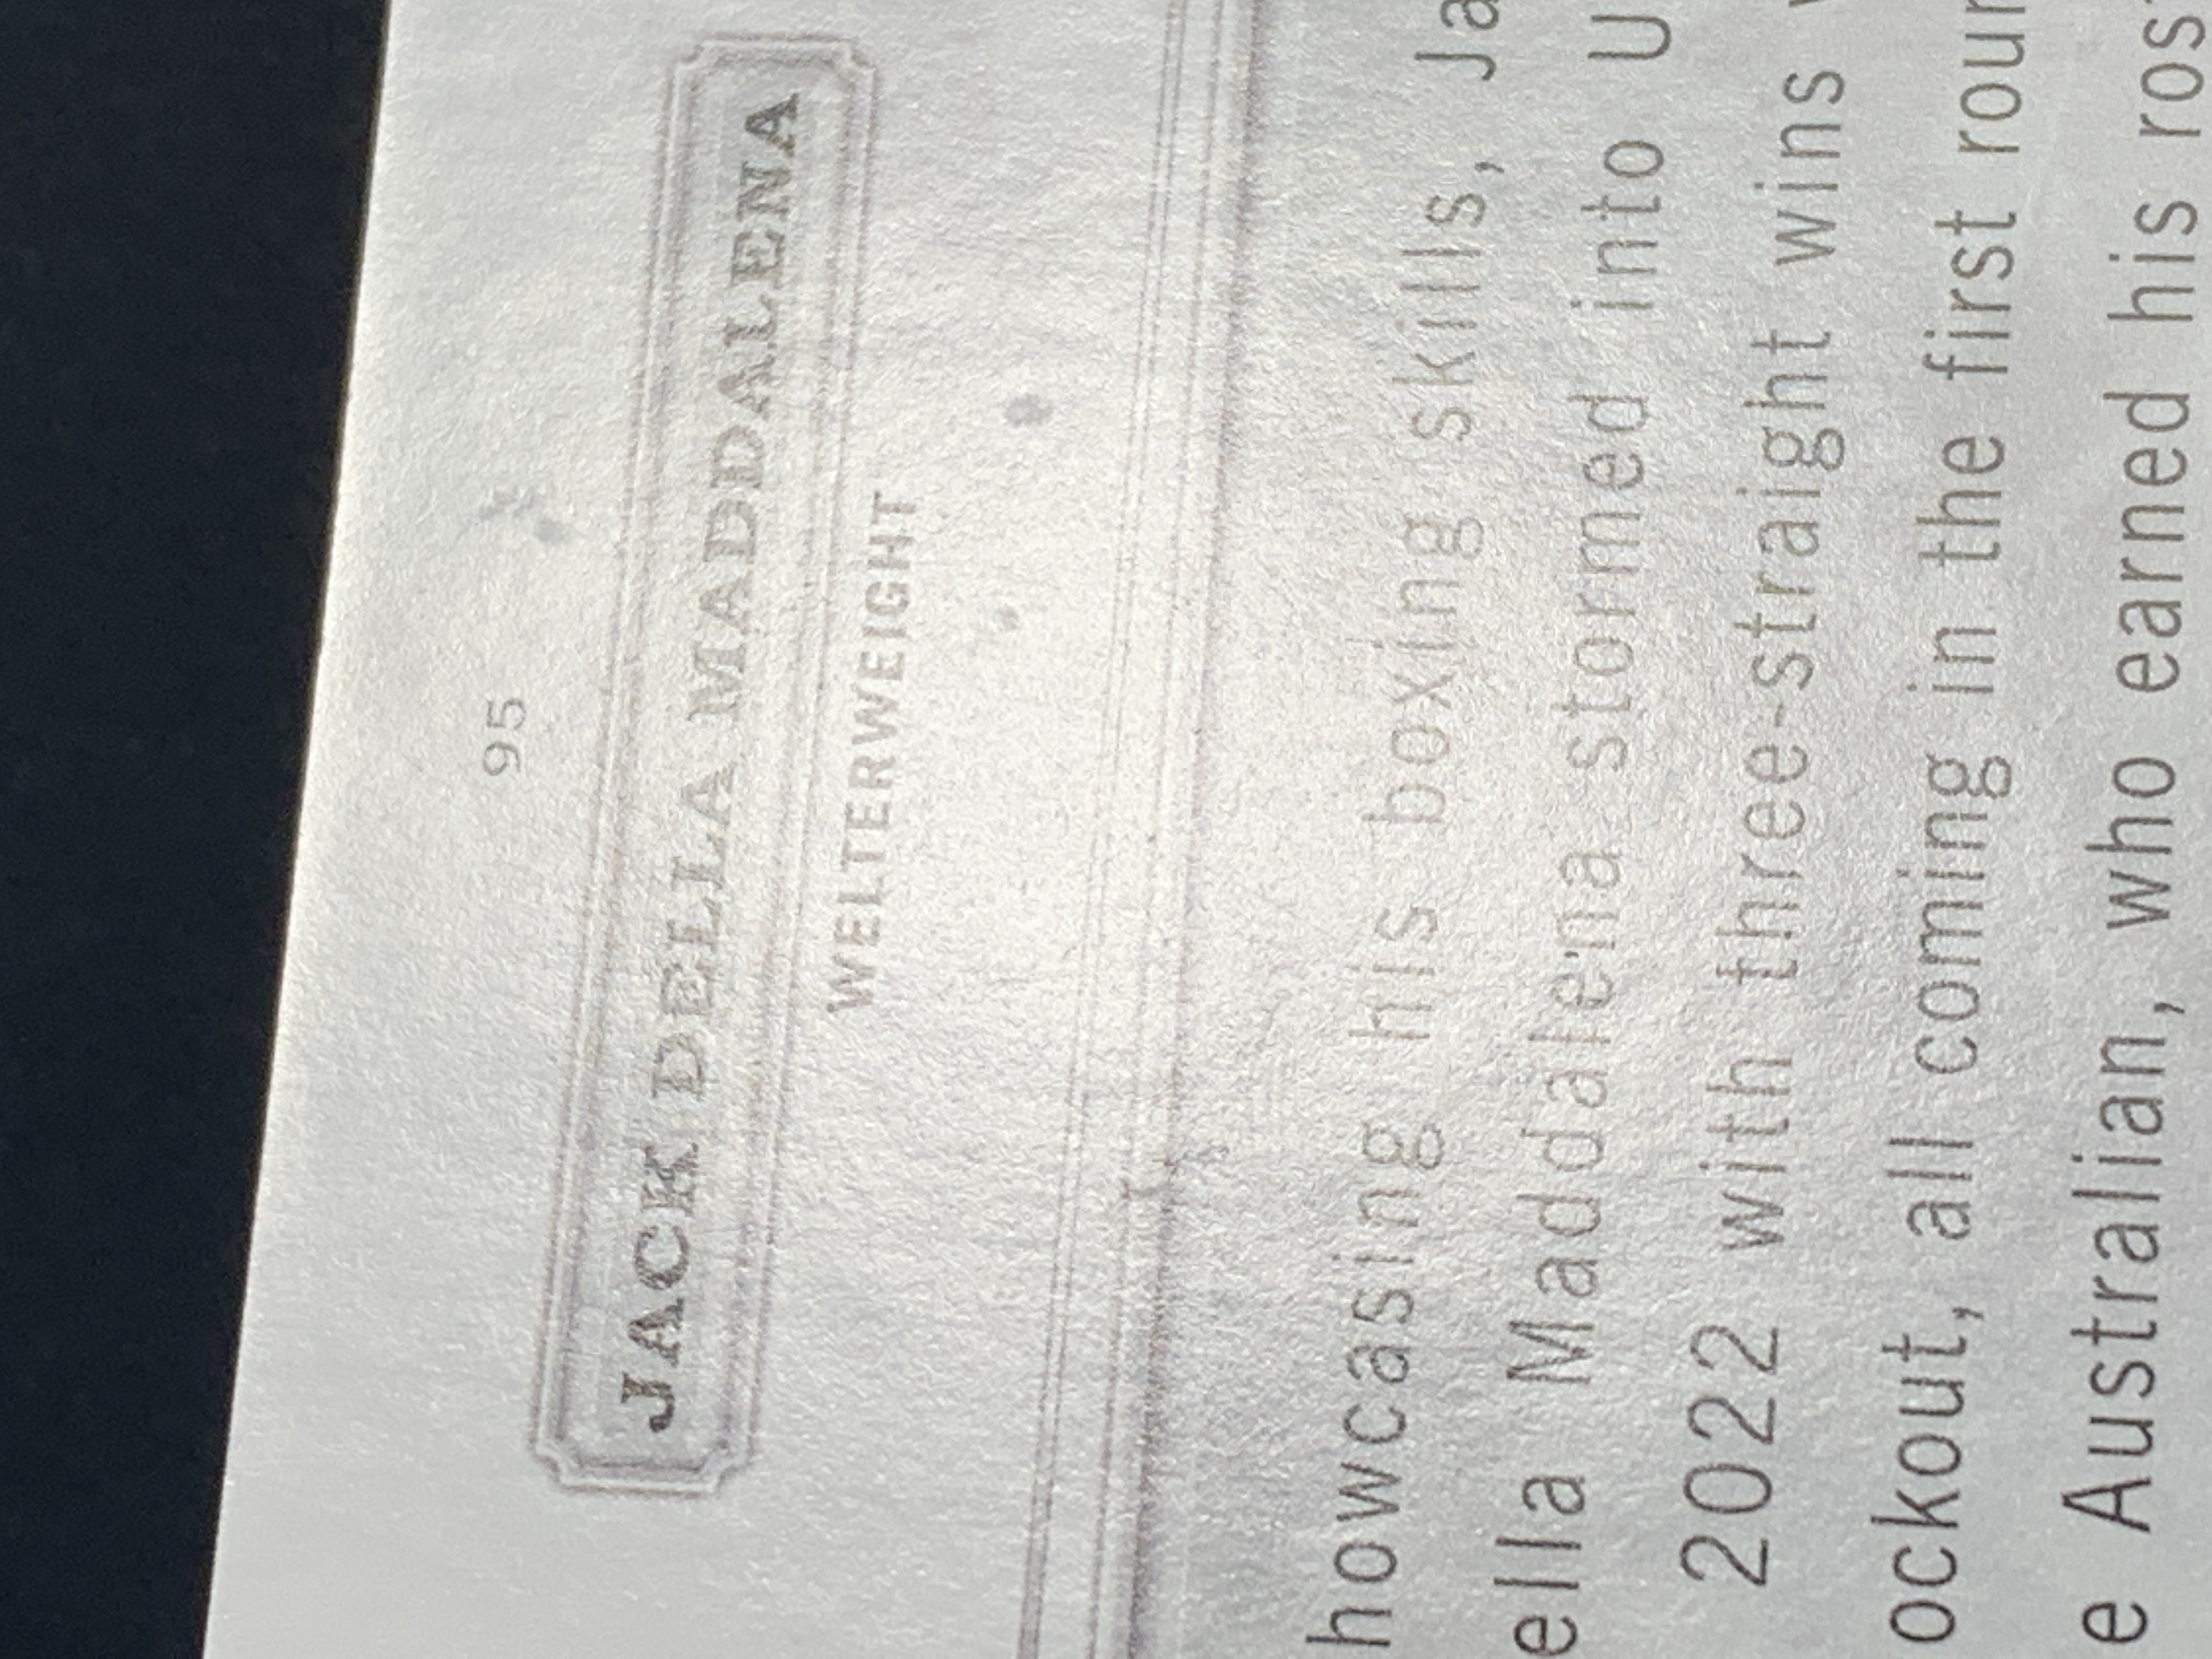 95
JACK DELLA MADDALENA
WELTERWEIGHT
howcasing his boxing skills, Ja
ella Maddalena stormed into U
2022 with three-straight wins
ockout, all coming in the first roun
e Australian, who earned his ros